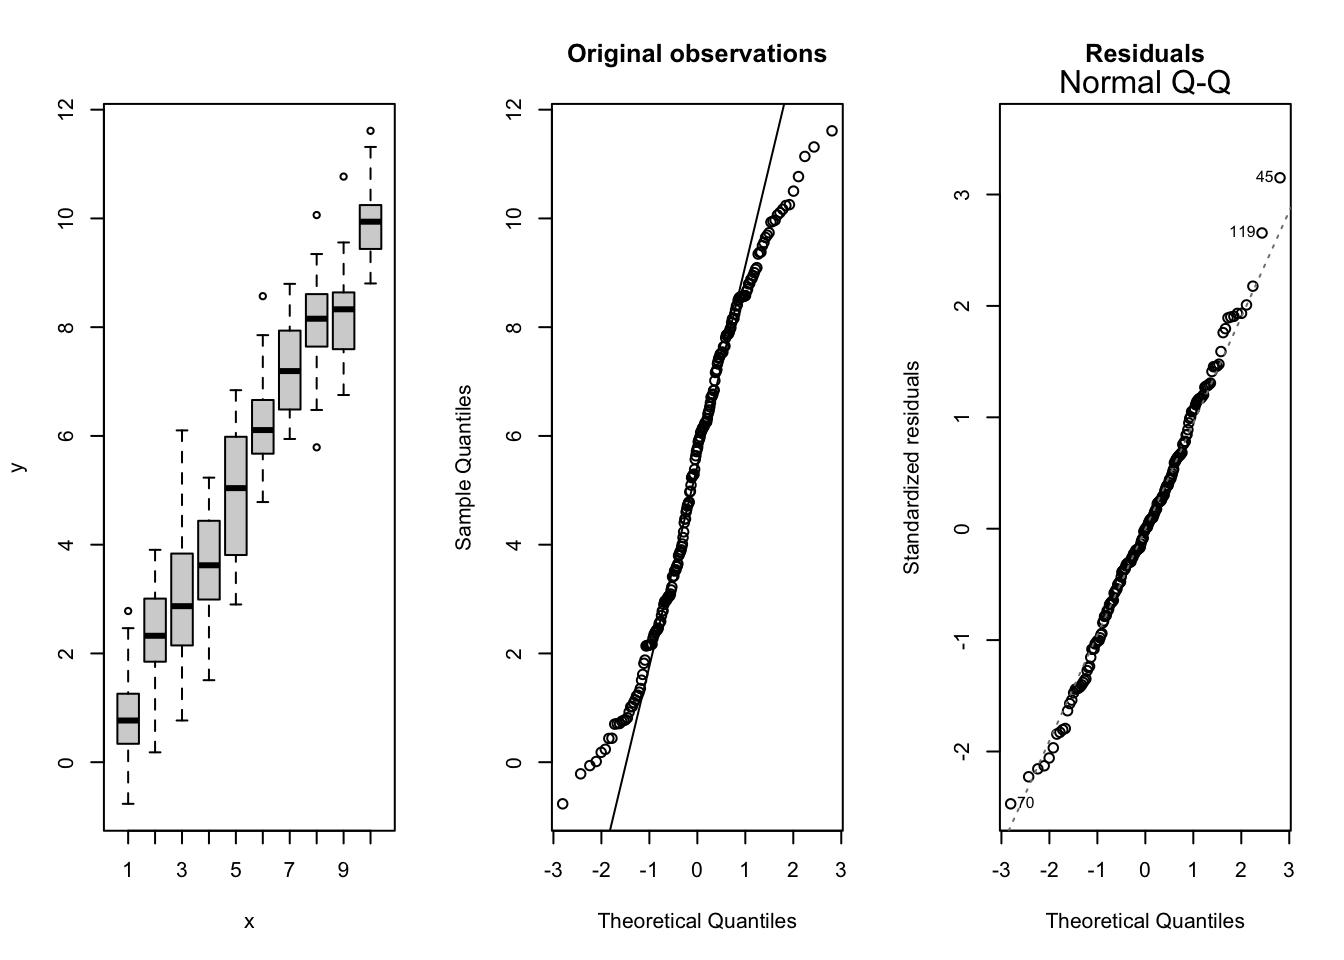 y
12
10
8
6
4
2
0
1 3 5 7 9
x
Original observations
Sample Quantiles
12
10
8
6
4
2
0
-3 -2 -1 0 1 2 3
Theoretical Quantiles
Residuals
Normal Q-Q
Standardized residuals
3
2
1
0
-1
-2
45
119
70
-3 -2 -1 0 1 2 3
Theoretical Quantiles